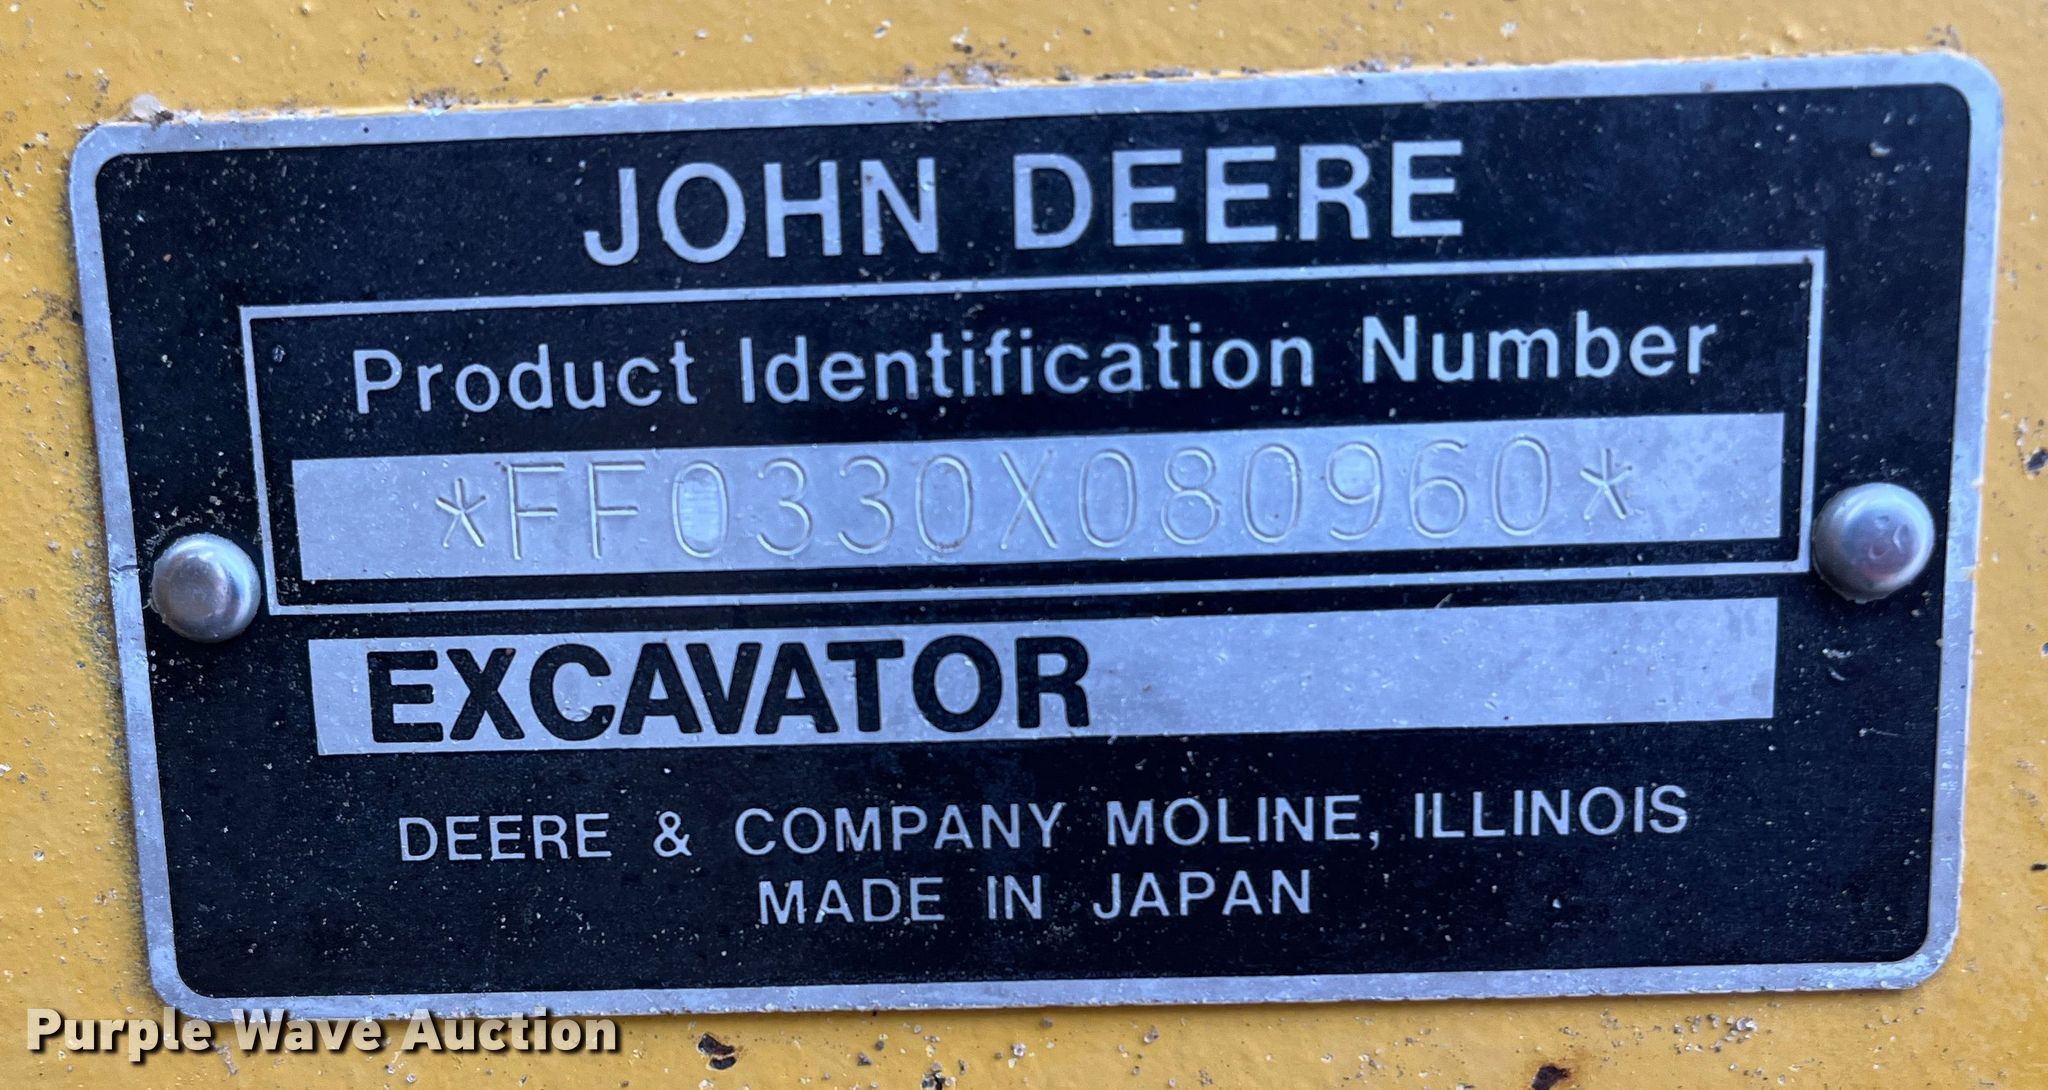 JOHN DEERE
Product Identification Number
*FF0330X080960*
EXCAVATOR
DEERE & COMPANY MOLINE, ILLINOIS
MADE IN JAPAN
Purple Wave Auction